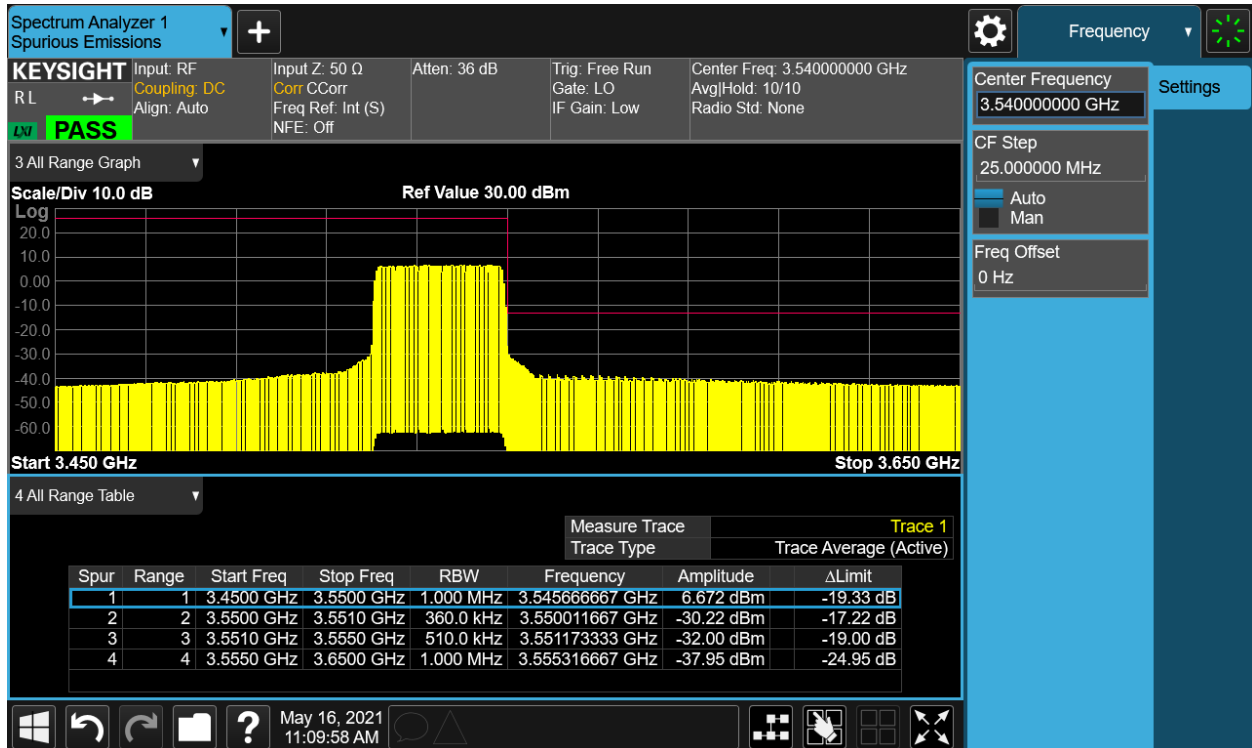 Spectrum Analyzer 1
Spurious Emissions
Frequency
KEYSIGHT
R L
LXI
PASS
Input: RF
Coupling: DC
Align: Auto
Input Z: 50 Ω
Corr CCorr
Freq Ref: Int (S)
NFE: Off
Atten: 36 dB
Trig: Free Run
Gate: LO
IF Gain: Low
Center Freq: 3.540000000 GHz
Avg|Hold: 10/10
Radio Std: None
Center Frequency
3.540000000 GHz
Settings
CF Step
25.000000 MHz
Auto
Man
Freq Offset
0 Hz
3 All Range Graph
Scale/Div 10.0 dB Ref Value 30.00 dBm
Log
20.0
10.0
0.00
-10.0
-20.0
-30.0
-40.0
-50.0
-60.0
Start 3.450 GHz Stop 3.650 GHz
4 All Range Table
Measure Trace Trace 1
Trace Type Trace Average (Active)
Spur Range Start Freq Stop Freq RBW Frequency Amplitude ΔLimit
1 1 3.4500 GHz 3.5500 GHz 1.000 MHz 3.545666667 GHz 6.672 dBm -19.33 dB
2 2 3.5500 GHz 3.5510 GHz 360.0 kHz 3.550011667 GHz -30.22 dBm -17.22 dB
3 3 3.5510 GHz 3.5550 GHz 510.0 kHz 3.551173333 GHz -32.00 dBm -19.00 dB
4 4 3.5550 GHz 3.6500 GHz 1.000 MHz 3.555316667 GHz -37.95 dBm -24.95 dB
?
May 16, 2021
11:09:58 AM